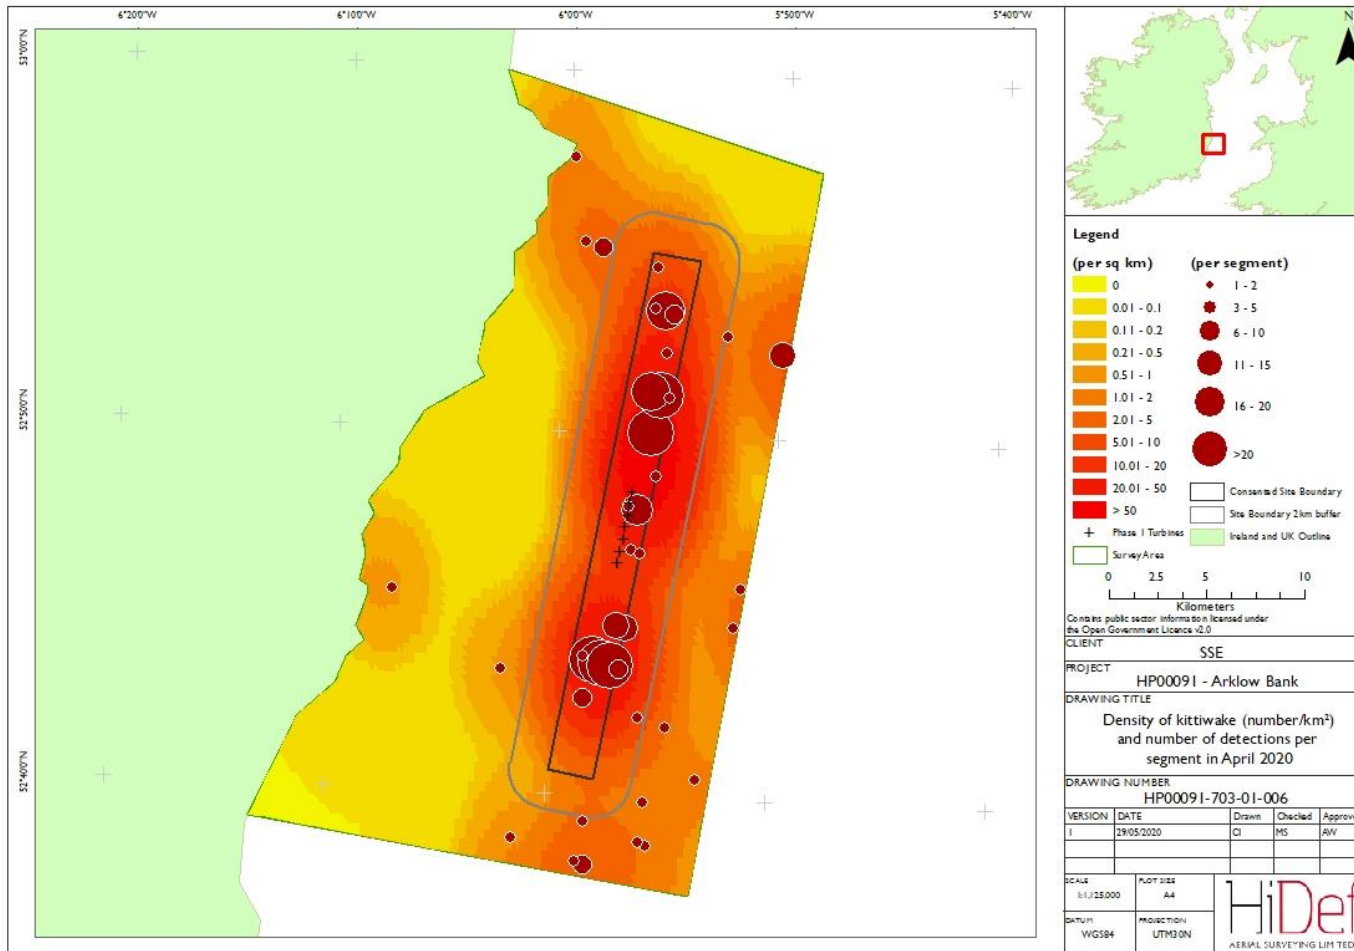 6°20'0"W
6°10'0"W
6°0'0"W
5°50'0"W
5°40'0"W
53°0'0"N
52°50'0"N
52°40'0"N
N
Legend
(per sq km)
0
0.01 - 0.1
0.11 - 0.2
0.21 - 0.5
0.51 - 1
1.01 - 2
2.01 - 5
5.01 - 10
10.01 - 20
20.01 - 50
> 50
Phase 1 Turbines
Survey Area
(per segment)
1 - 2
3 - 5
6 - 10
11 - 15
16 - 20
>20
Consented Site Boundary
Site Boundary 2km buffer
Ireland and UK Outline
0 2.5 5 10
Kilometers
Contains public sector information licensed under
the Open Government Licence v2.0
CLIENT
SSE
PROJECT
HP00091 - Arklow Bank
DRAWING TITLE
Density of kittiwake (number/km²)
and number of detections per
segment in April 2020
DRAWING NUMBER
HP00091-703-01-006
VERSION DATE Drawn Checked Approve
1 29/05/2020 CI MS AW
SCALE
1:1,125,000
PLOT SIZE
A4
DATUM
WGS84
PROJECTION
UTM30N
HiDef
AERIAL SURVEYING LIMITED